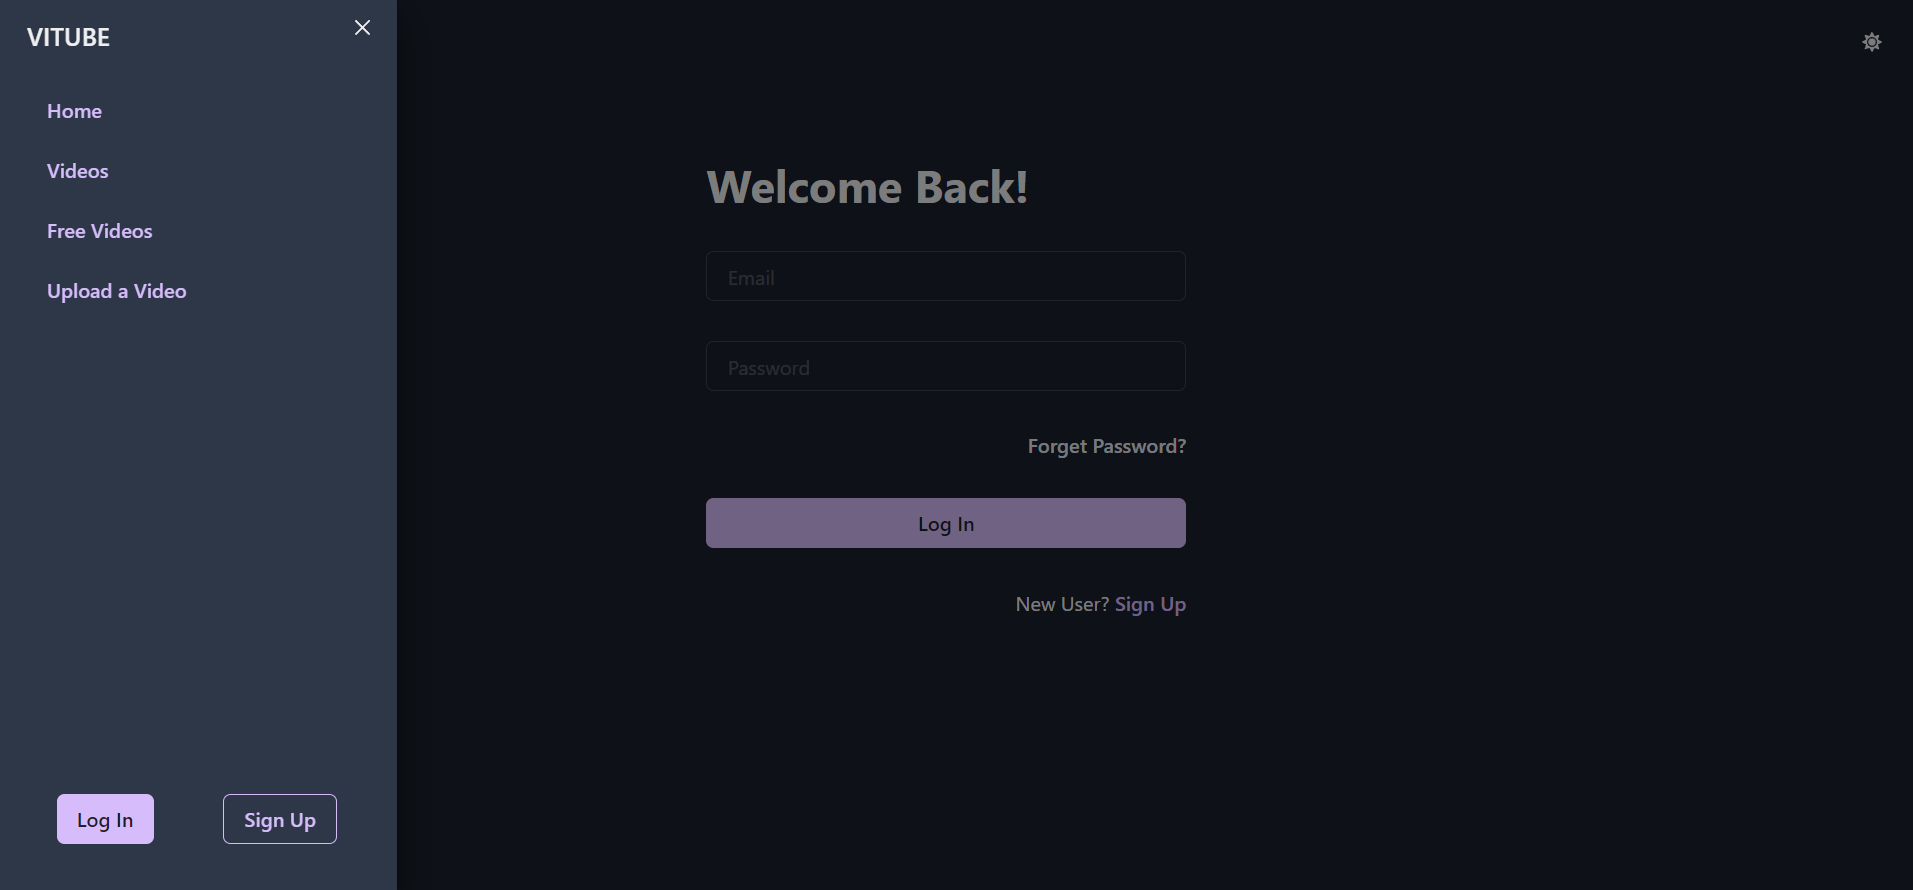 VITUBE
Home
Videos
Free Videos
Upload a Video
Log In
Sign Up
Welcome Back!
Email
Password
Forget Password?
Log In
New User? Sign Up